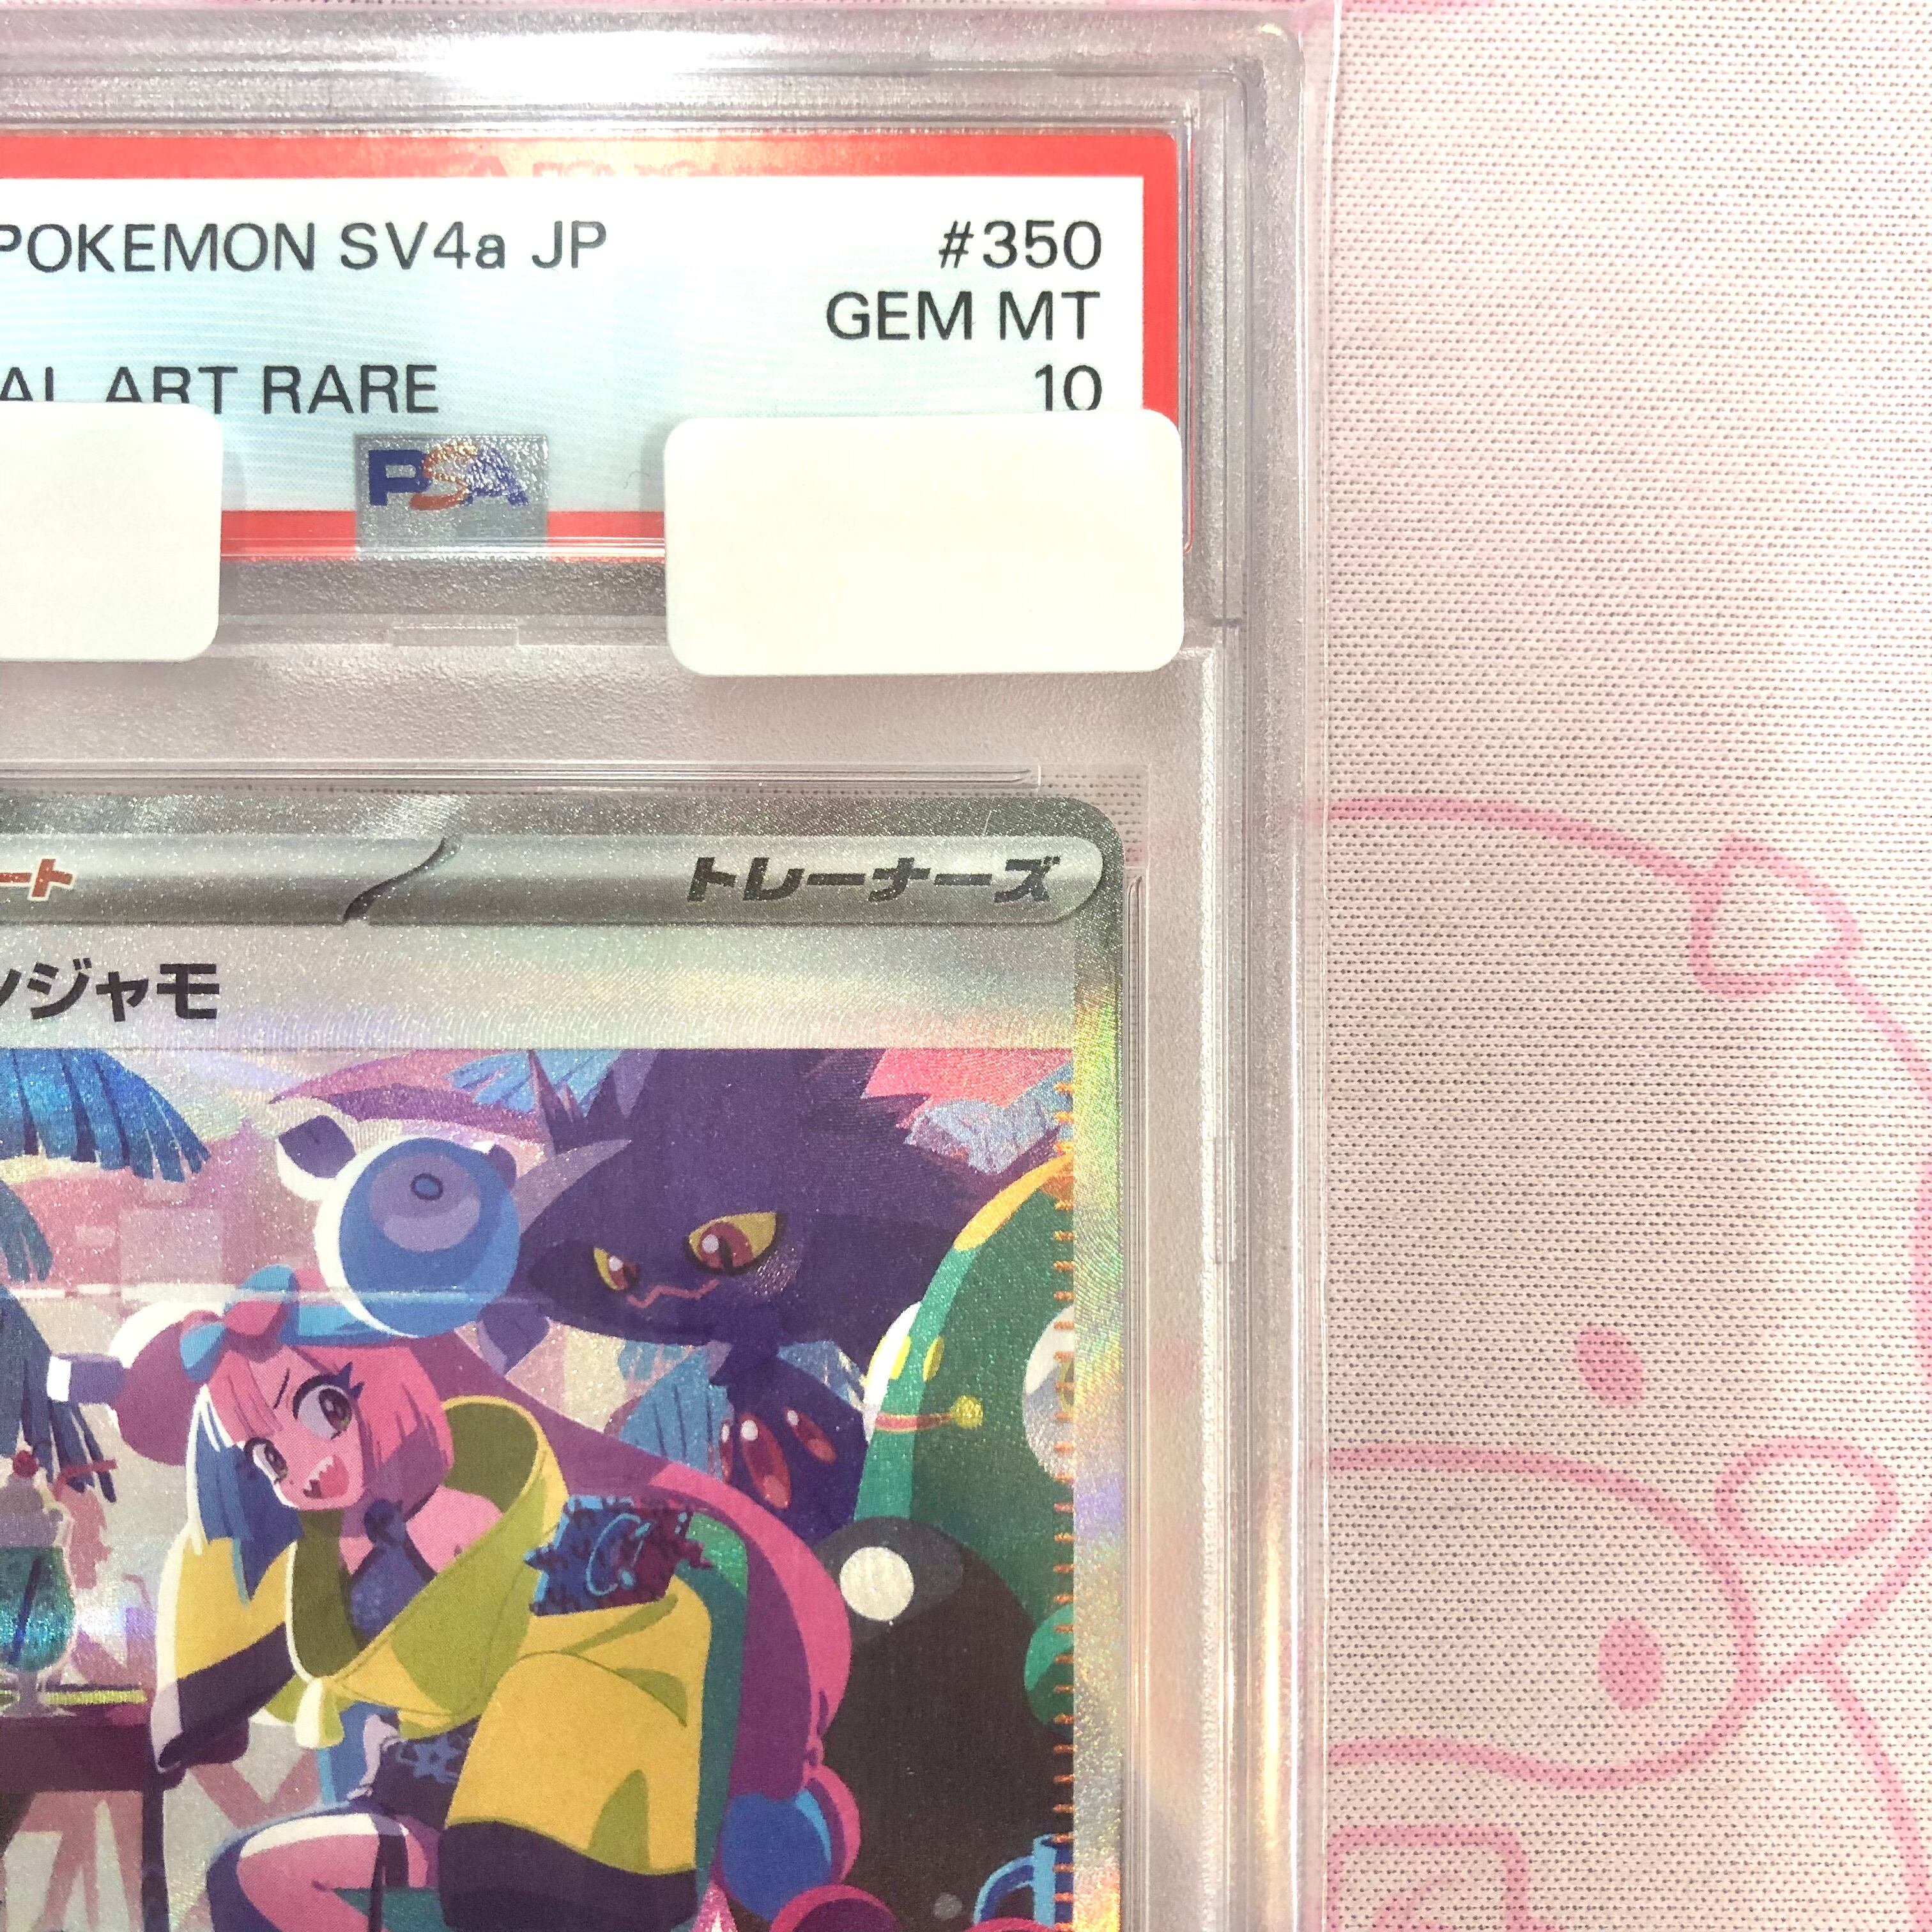 POKEMON SV4a JP #350
GEM MT
AL ART RARE 10
PSA
ート トレーナーズ
ンジャモ